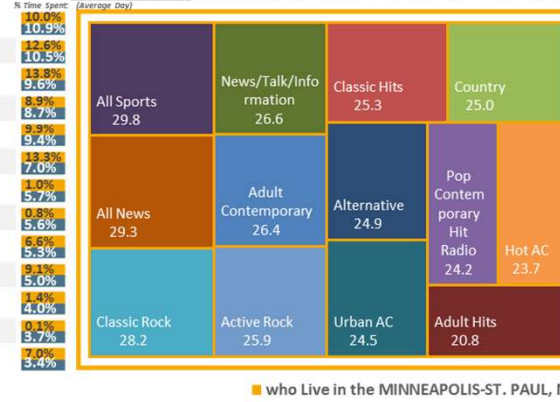 % Time Spent: (Average Day)
10.0%
10.9%
12.6%
10.5%
13.8%
9.6%
8.9%
8.7%
9.9%
9.4%
13.3%
7.0%
1.0%
5.7%
0.8%
5.6%
6.6%
5.3%
9.1%
5.0%
1.4%
4.0%
0.1%
3.7%
7.0%
3.4%
All Sports
29.8
News/Talk/Info
rmation
26.6
Classic Hits
25.3
Country
25.0
All News
29.3
Adult
Contemporary
26.4
Alternative
24.9
Pop
Contem
porary
Hit
Radio
24.2
Hot AC
23.7
Classic Rock
28.2
Active Rock
25.9
Urban AC
24.5
Adult Hits
20.8
who Live in the MINNEAPOLIS-ST. PAUL,